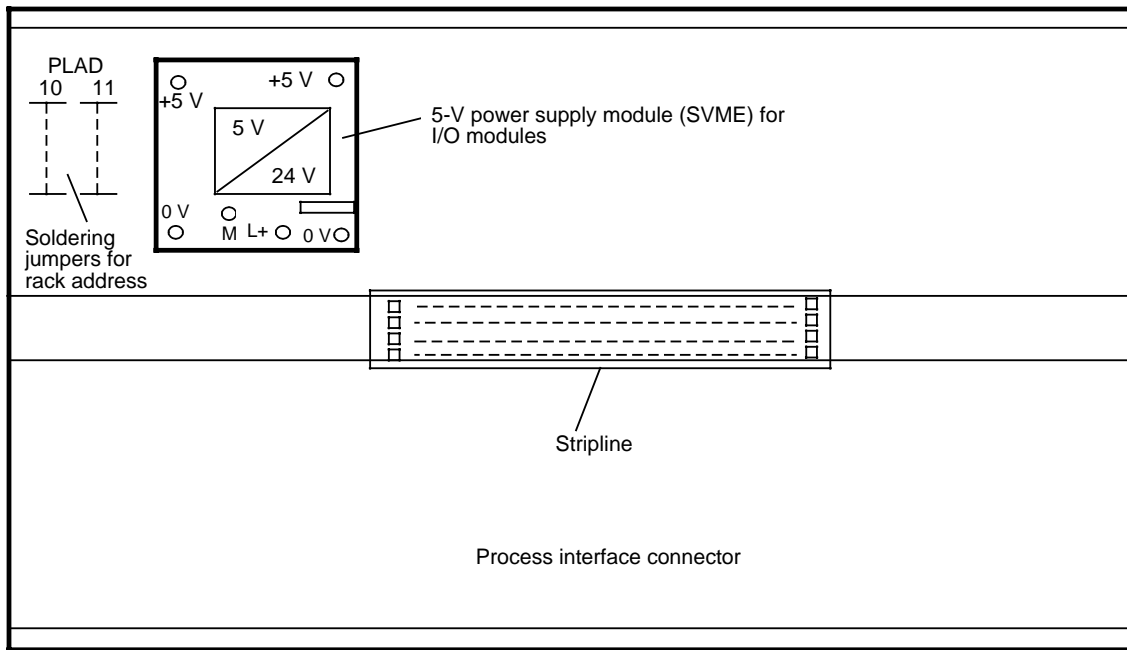 PLAD
10 11
+5 V
+5 V
5 V
24 V
0 V
M
L+
0 V
5-V power supply module (SVME) for
I/O modules
Soldering
jumpers for
rack address
Stripline
Process interface connector